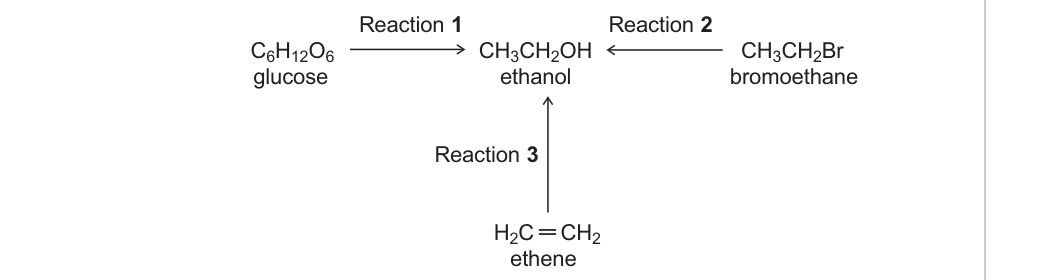 Reaction 1
Reaction 2
C₆H₁₂O₆
CH₃CH₂OH
CH₃CH₂Br
glucose
ethanol
bromoethane
Reaction 3
H₂C=CH₂
ethene